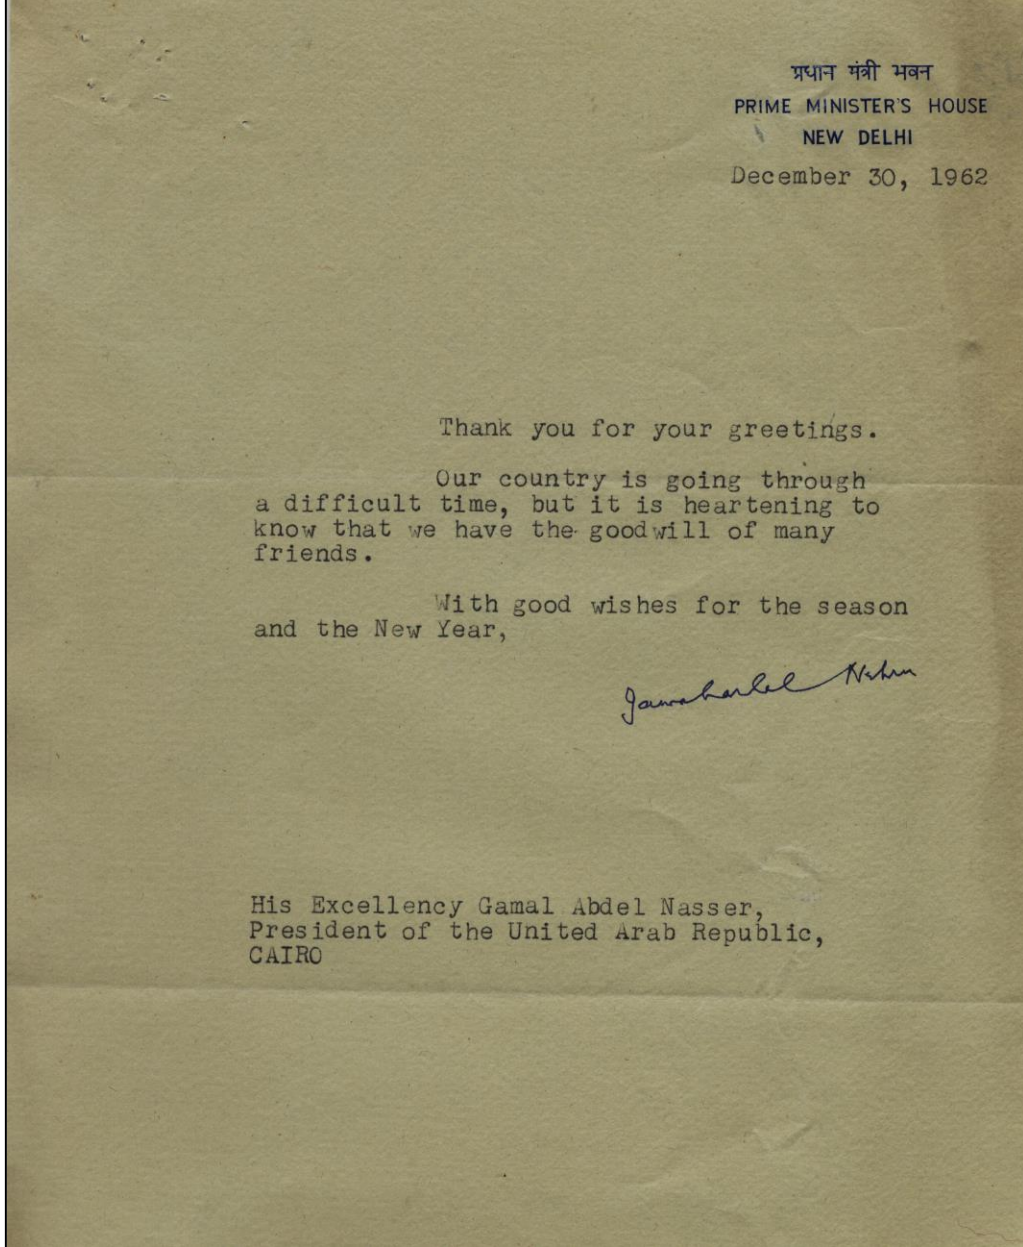 प्रधान मंत्री भवन
PRIME MINISTER'S HOUSE
NEW DELHI
December 30, 1962
Thank you for your greetings.
Our country is going through
a difficult time, but it is heartening to
know that we have the goodwill of many
friends.
With good wishes for the season
and the New Year,
Jawaharlal Nehru
His Excellency Gamal Abdel Nasser,
President of the United Arab Republic,
CAIRO